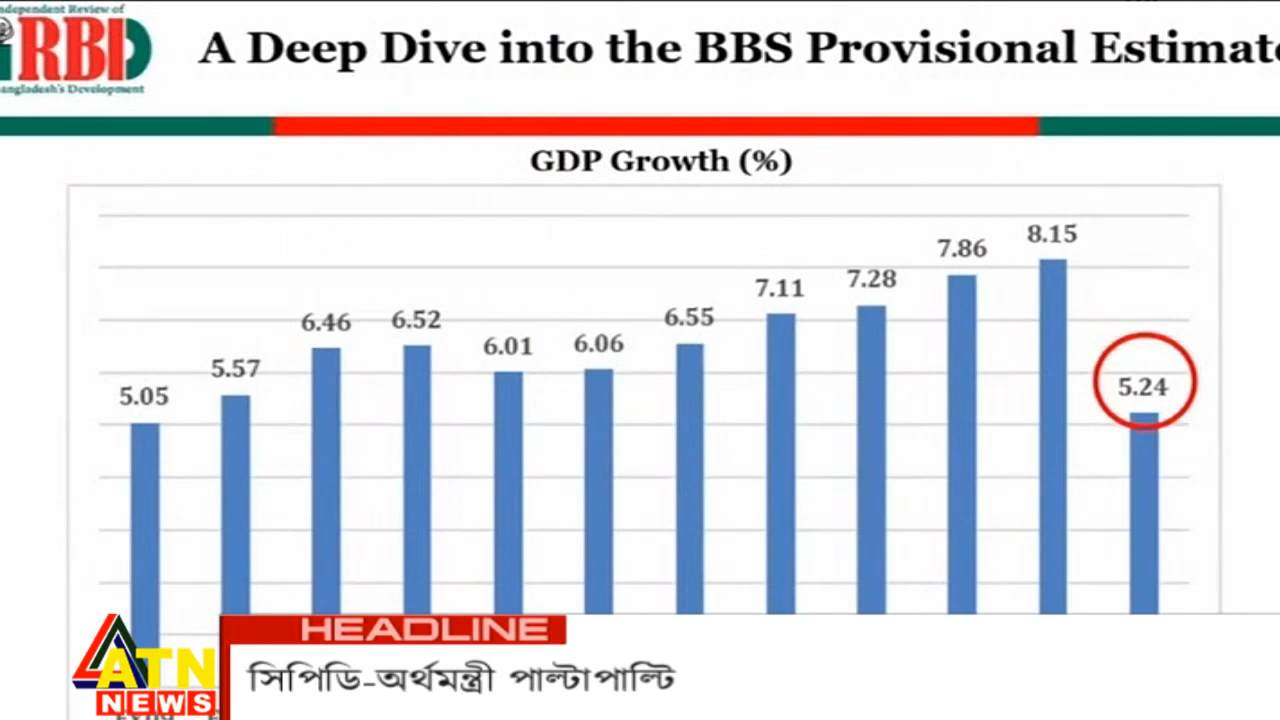 ndependent Review of
iRBD
angladesh's Development
A Deep Dive into the BBS Provisional Estimate
GDP Growth (%)
5.05
5.57
6.46
6.52
6.01
6.06
6.55
7.11
7.28
7.86
8.15
5.24
HEADLINE
ATN
NEWS
সিপিডি-অর্থমন্ত্রী পাল্টাপাল্টি